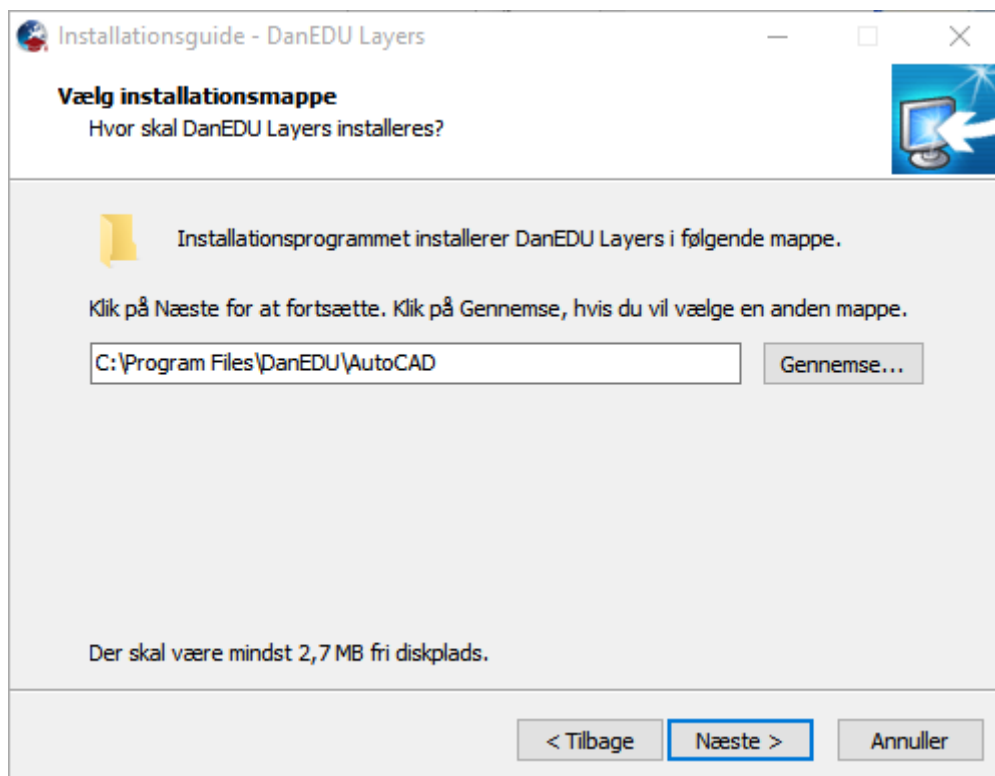 Installationsguide - DanEDU Layers
Vælg installationsmappe
Hvor skal DanEDU Layers installeres?
Installationsprogrammet installerer DanEDU Layers i følgende mappe.
Klik på Næste for at fortsætte. Klik på Gennemse, hvis du vil vælge en anden mappe.
C:\Program Files\DanEDU\AutoCAD
Gennemse...
Der skal være mindst 2,7 MB fri diskplads.
< Tilbage
Næste >
Annuller